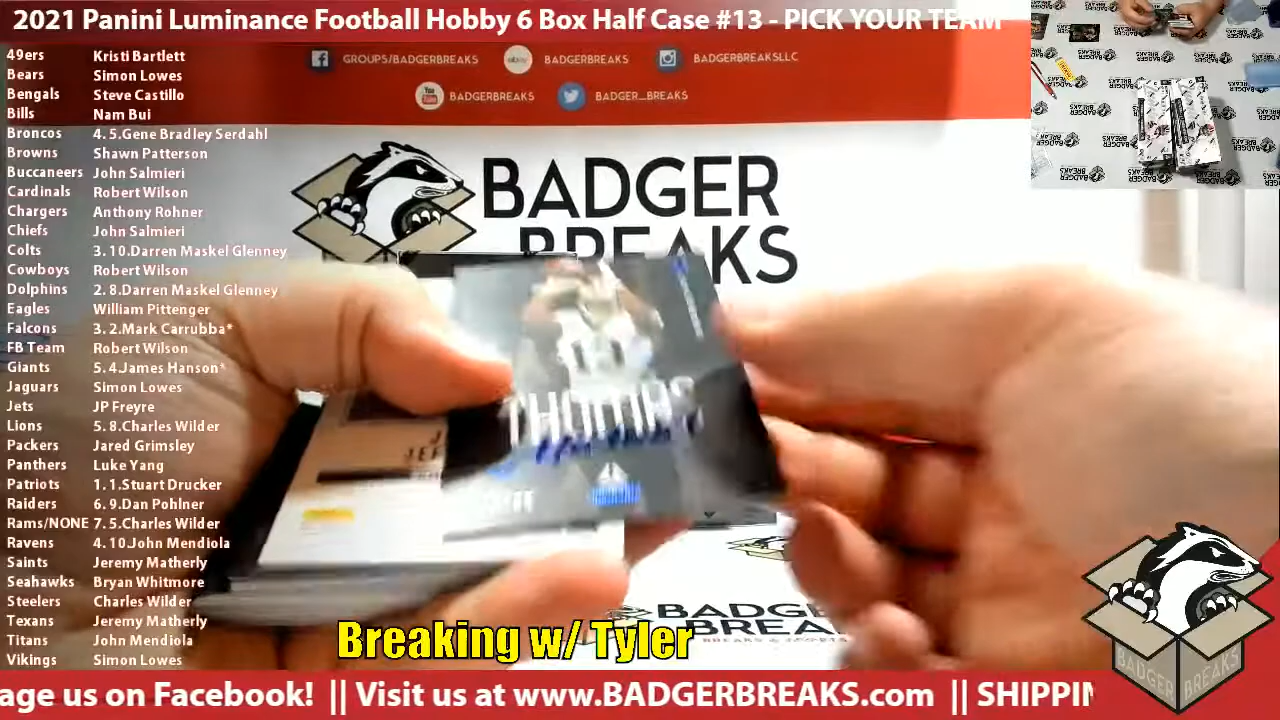 2021 Panini Luminance Football Hobby 6 Box Half Case #13 - PICK YOUR TEAM
49ers Kristi Bartlett
Bears Simon Lowes
Bengals Steve Castillo
Bills Nam Bui
Broncos 4. 5.Gene Bradley Serdahl
Browns Shawn Patterson
Buccaneers John Salmieri
Cardinals Robert Wilson
Chargers Anthony Rohner
Chiefs John Salmieri
Colts 3. 10.Darren Maskel Glenney
Cowboys Robert Wilson
Dolphins 2. 8.Darren Maskel Glenney
Eagles William Pittenger
Falcons 3. 2.Mark Carrubba*
FB Team Robert Wilson
Giants 5. 4.James Hanson*
Jaguars Simon Lowes
Jets JP Freyre
Lions 5. 8.Charles Wilder
Packers Jared Grimsley
Panthers Luke Yang
Patriots 1. 1.Stuart Drucker
Raiders 6. 9.Dan Pohlner
Rams/NONE 7. 5.Charles Wilder
Ravens 4. 10.John Mendiola
Saints Jeremy Matherly
Seahawks Bryan Whitmore
Steelers Charles Wilder
Texans Jeremy Matherly
Titans John Mendiola
Vikings Simon Lowes
GROUPS/BADGERBREAKS
ebay BADGERBREAKS
BADGERBREAKSLLC
You Tube BADGERBREAKS
BADGER_BREAKS
BADGER
BREAKS
THOMAS
BADGER
BREA
Breaking w/ Tyler
BADGER BREAKS
age us on Facebook! || Visit us at www.BADGERBREAKS.com || SHIPPIN